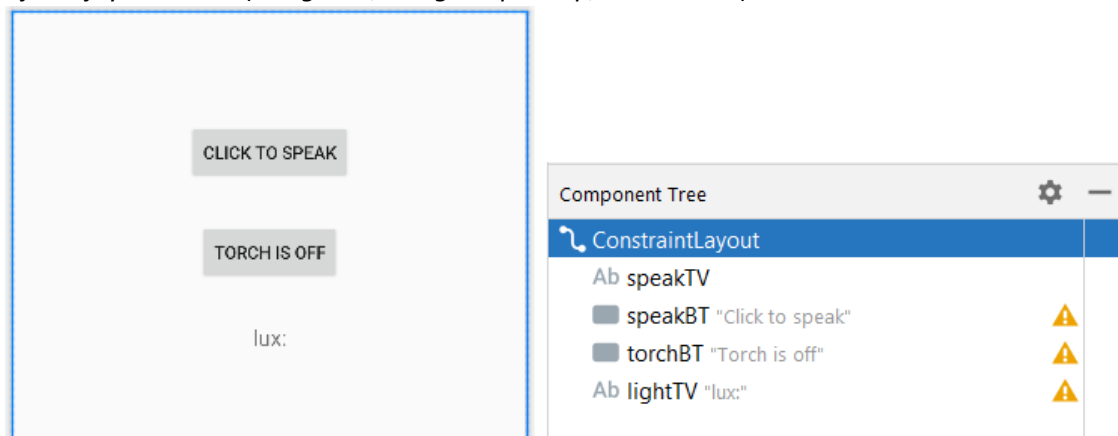 CLICK TO SPEAK
TORCH IS OFF
lux:
Component Tree
ConstraintLayout
Ab speakTV
speakBT "Click to speak"
torchBT "Torch is off"
Ab lightTV "lux:"